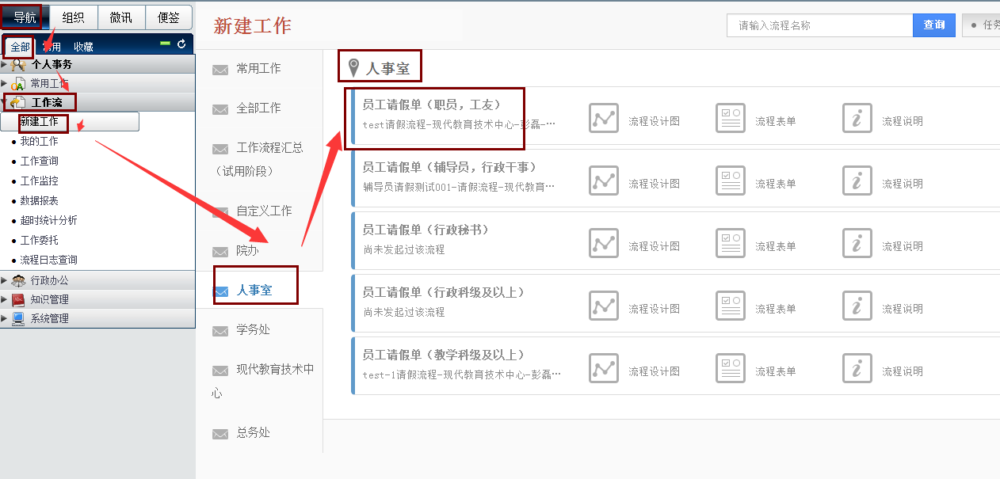 导航 组织 微讯 便签
全部 常用 收藏
个人事务
常用工作
工作流
新建工作
我的工作
工作查询
工作监控
数据报表
超时统计分析
工作委托
流程日志查询
行政办公
知识管理
系统管理
新建工作
请输入流程名称 查询 任务
常用工作
全部工作
工作流程汇总
（试用阶段）
自定义工作
院办
人事室
学务处
现代教育技术中
心
总务处
人事室
员工请假单（职员，工友）
test请假流程-现代教育技术中心-彭磊-…
流程设计图 流程表单 流程说明
员工请假单（辅导员，行政干事）
辅导员请假测试001-请假流程-现代教育…
流程设计图 流程表单 流程说明
员工请假单（行政秘书）
尚未发起过该流程
流程设计图 流程表单 流程说明
员工请假单（行政科级及以上）
尚未发起过该流程
流程设计图 流程表单 流程说明
员工请假单（教学科级及以上）
test-1请假流程-现代教育技术中心-彭磊…
流程设计图 流程表单 流程说明